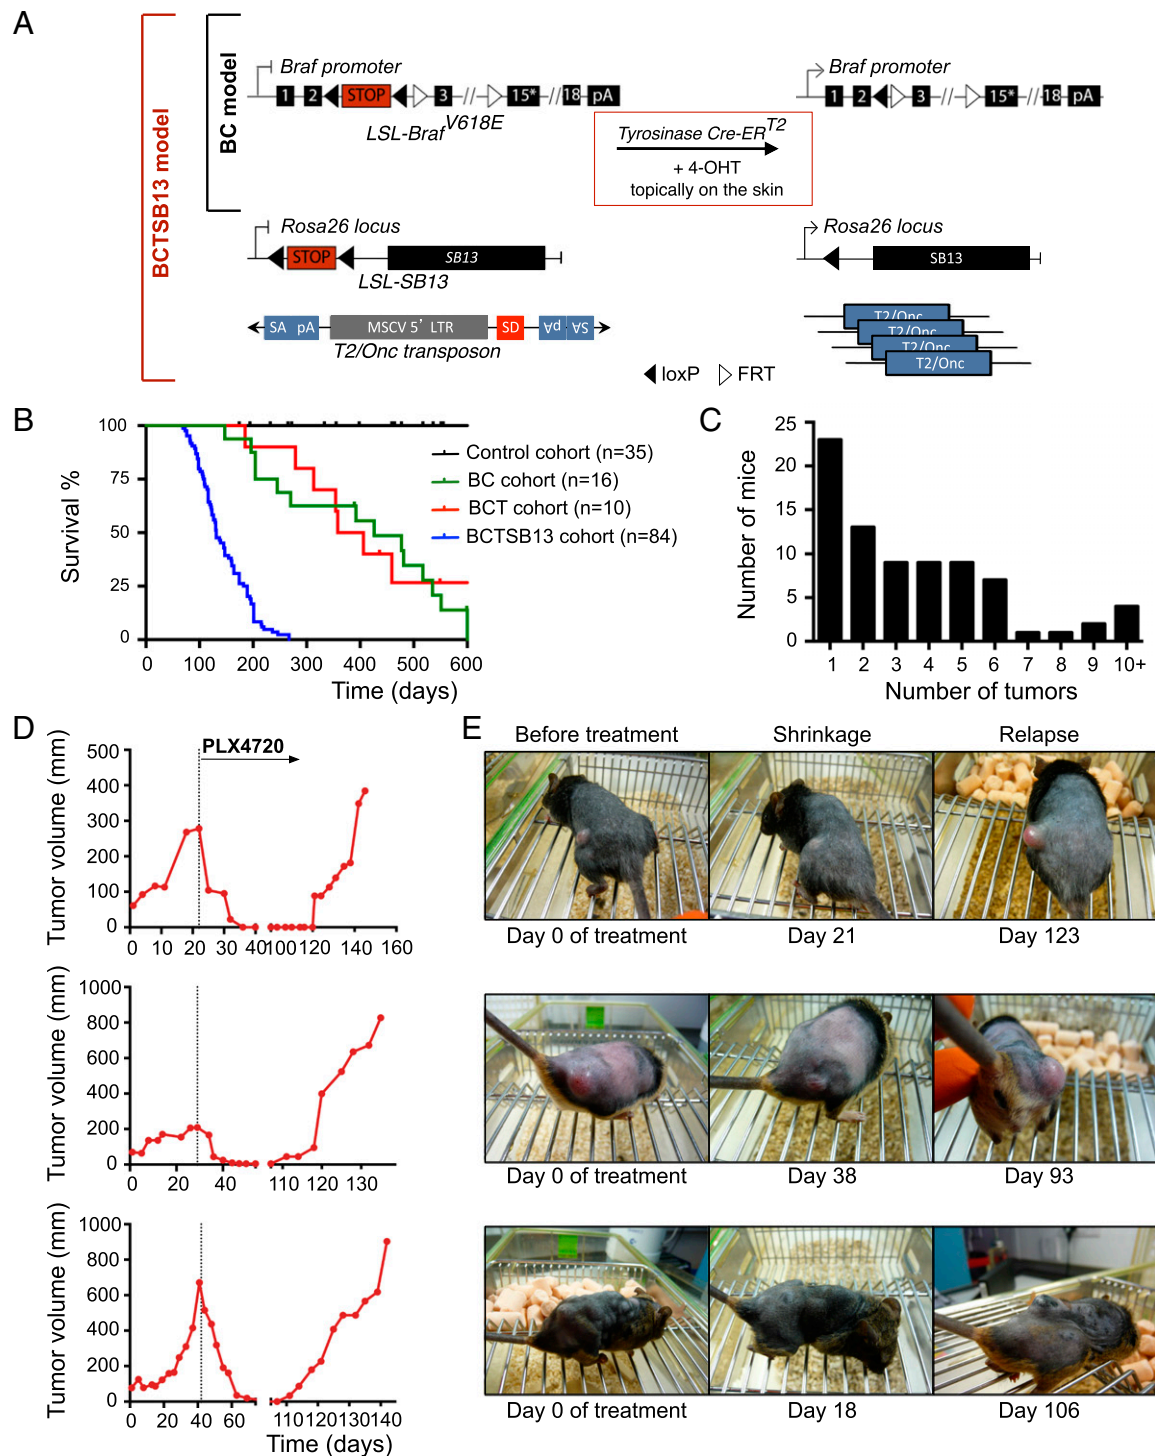 A
BCTSB13 model
BC model
Braf promoter
1 2 STOP 3 // 15* // 18 pA
LSL-Braf V618E
Tyrosinase Cre-ER T2
+ 4-OHT
topically on the skin
Braf promoter
1 2 3 // 15* // 18 pA
Rosa26 locus
STOP SB13
LSL-SB13
Rosa26 locus
SB13
SA pA MSCV 5' LTR SD pA SA
T2/Onc transposon
T2/Onc
T2/Onc
T2/Onc
T2/Onc
loxP FRT
B
Survival %
100
75
50
25
0
0 100 200 300 400 500 600
Time (days)
Control cohort (n=35)
BC cohort (n=16)
BCT cohort (n=10)
BCTSB13 cohort (n=84)
C
Number of mice
25
20
15
10
5
0
1 2 3 4 5 6 7 8 9 10+
Number of tumors
D
PLX4720
Tumor volume (mm)
500
400
300
200
100
0
0 20 40 100 120 140 160
Tumor volume (mm)
1000
800
600
400
200
0
0 20 40 110 120 130
Tumor volume (mm)
1000
800
600
400
200
0
0 20 40 60 110 120 130 140
Time (days)
E
Before treatment Shrinkage Relapse
Day 0 of treatment Day 21 Day 123
Day 0 of treatment Day 38 Day 93
Day 0 of treatment Day 18 Day 106